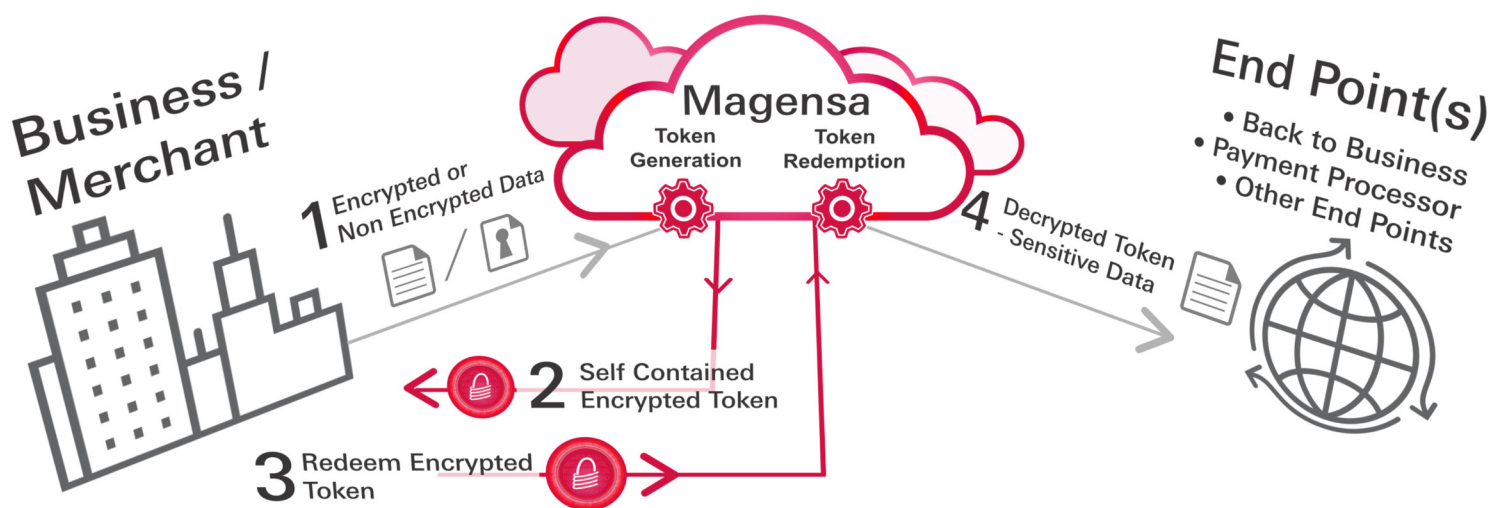 Business /
Merchant
1 Encrypted or
Non Encrypted Data
Magensa
Token
Generation
Token
Redemption
2 Self Contained
Encrypted Token
3 Redeem Encrypted
Token
4 Decrypted Token
- Sensitive Data
End Point(s)
• Back to Business
• Payment Processor
• Other End Points